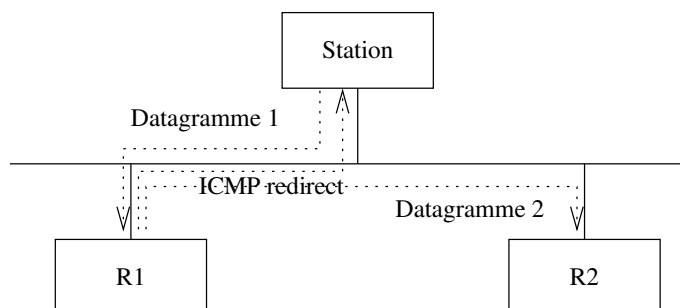 Station
Datagramme 1
ICMP redirect
Datagramme 2
R1
R2